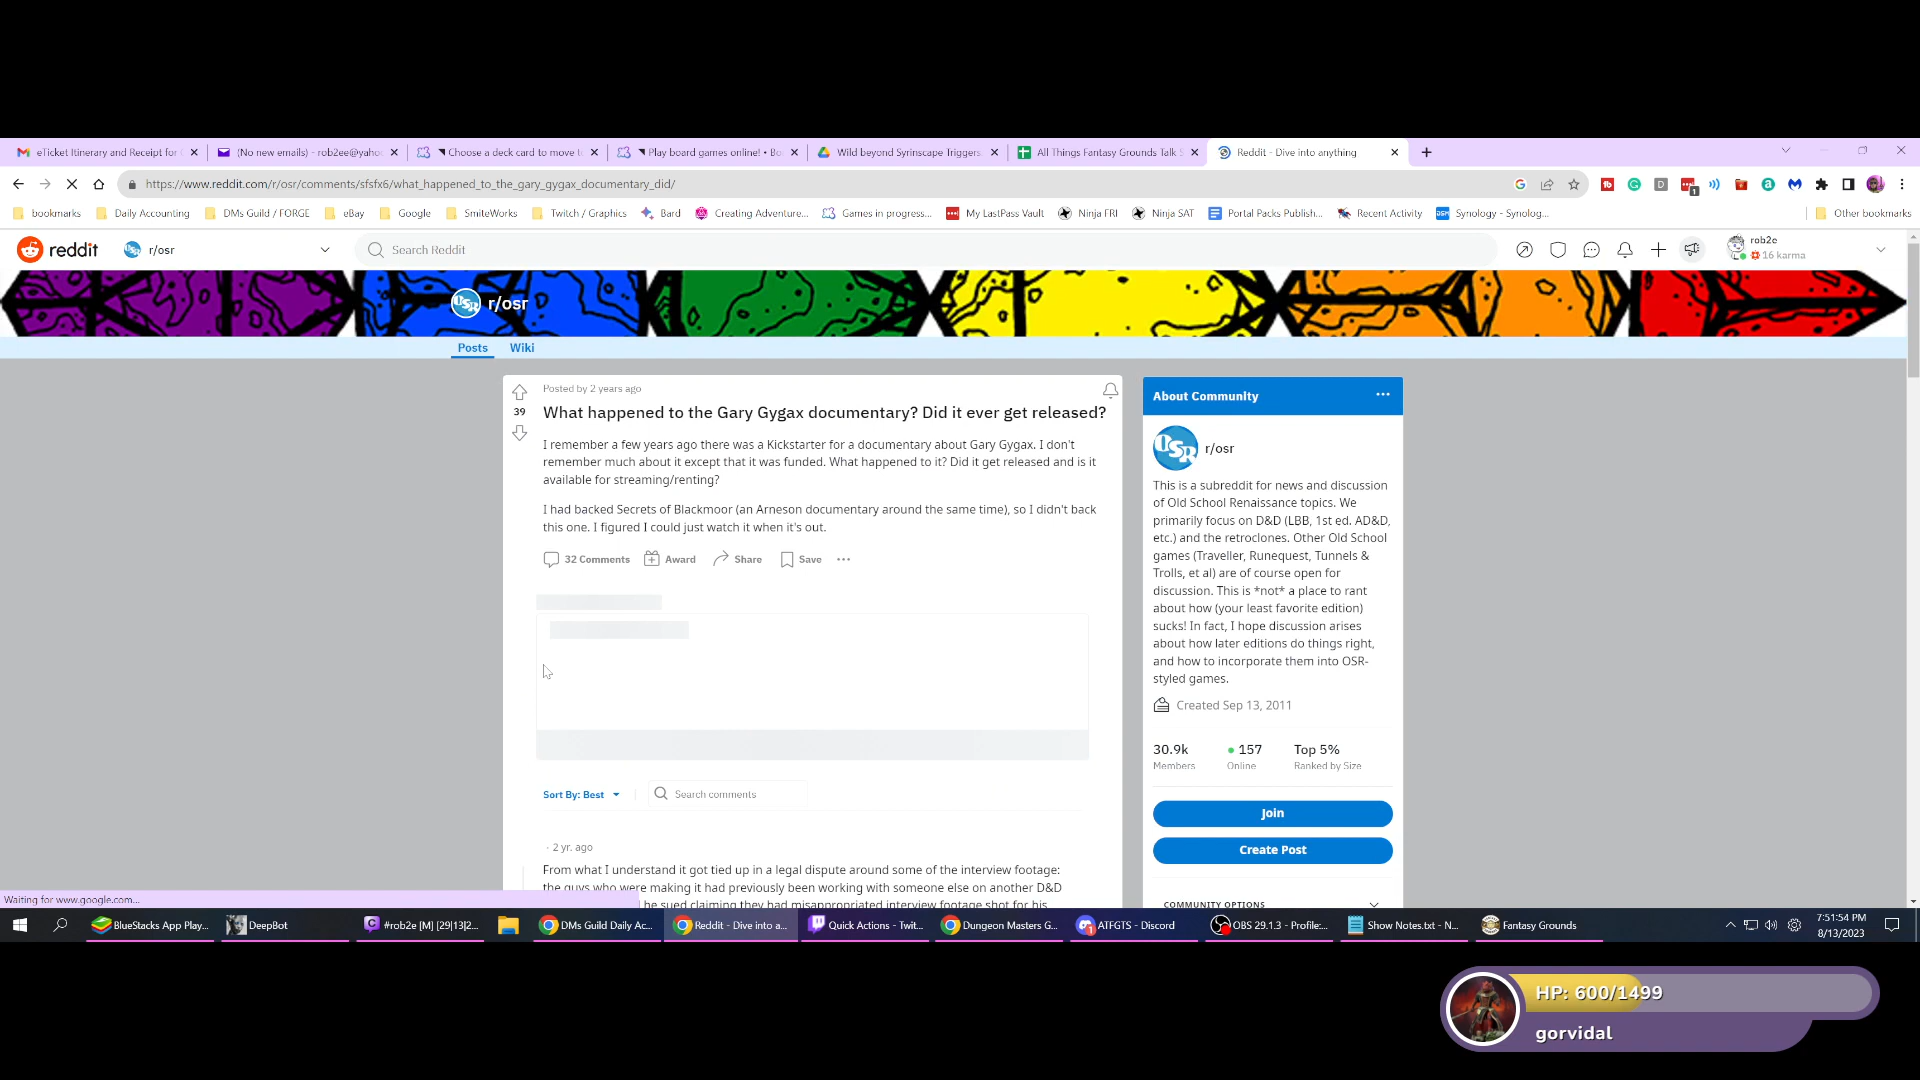 eTicket Itinerary and Receipt for
(No new emails) - rob2ee@yaho
Choose a deck card to move to
Play board games online! • Bo
Wild beyond Syrinscape Triggers
All Things Fantasy Grounds Talk S
Reddit - Dive into anything
https://www.reddit.com/r/osr/comments/sfsfx6/what_happened_to_the_gary_gygax_documentary_did/
bookmarks
Daily Accounting
DMs Guild / FORGE
eBay
Google
SmiteWorks
Twitch / Graphics
Bard
Creating Adventure...
Games in progress...
My LastPass Vault
Ninja FRI
Ninja SAT
Portal Packs Publish...
Recent Activity
Synology - Synolog...
Other bookmarks
reddit
r/osr
Search Reddit
rob2e
16 karma
OSR r/osr
Posts
Wiki
Posted by 2 years ago
39
What happened to the Gary Gygax documentary? Did it ever get released?
I remember a few years ago there was a Kickstarter for a documentary about Gary Gygax. I don't
remember much about it except that it was funded. What happened to it? Did it get released and is it
available for streaming/renting?
I had backed Secrets of Blackmoor (an Arneson documentary around the same time), so I didn't back
this one. I figured I could just watch it when it's out.
32 Comments
Award
Share
Save
Sort By: Best
Search comments
· 2 yr. ago
From what I understand it got tied up in a legal dispute around some of the interview footage:
the guys who were making it had previously been working with someone else on another D&D
he sued claiming they had misappropriated interview footage shot for his
About Community
OSR
r/osr
This is a subreddit for news and discussion
of Old School Renaissance topics. We
primarily focus on D&D (LBB, 1st ed. AD&D,
etc.) and the retroclones. Other Old School
games (Traveller, Runequest, Tunnels &
Trolls, et al) are of course open for
discussion. This is *not* a place to rant
about how (your least favorite edition)
sucks! In fact, I hope discussion arises
about how later editions do things right,
and how to incorporate them into OSR-
styled games.
Created Sep 13, 2011
30.9k
Members
157
Online
Top 5%
Ranked by Size
Join
Create Post
COMMUNITY OPTIONS
Waiting for www.google.com...
BlueStacks App Play...
DeepBot
#rob2e [M] [29|13|2...
DMs Guild Daily Ac...
Reddit - Dive into a...
Quick Actions - Twit...
Dungeon Masters G...
ATFGTS - Discord
OBS 29.1.3 - Profile:...
Show Notes.txt - N...
Fantasy Grounds
7:51:54 PM
8/13/2023
HP: 600/1499
gorvidal